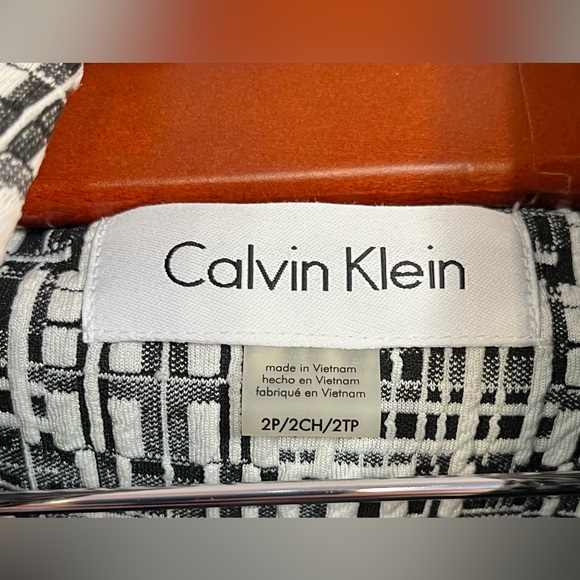 Calvin Klein
made in Vietnam
hecho en Vietnam
fabriqué en Vietnam
2P/2CH/2TP